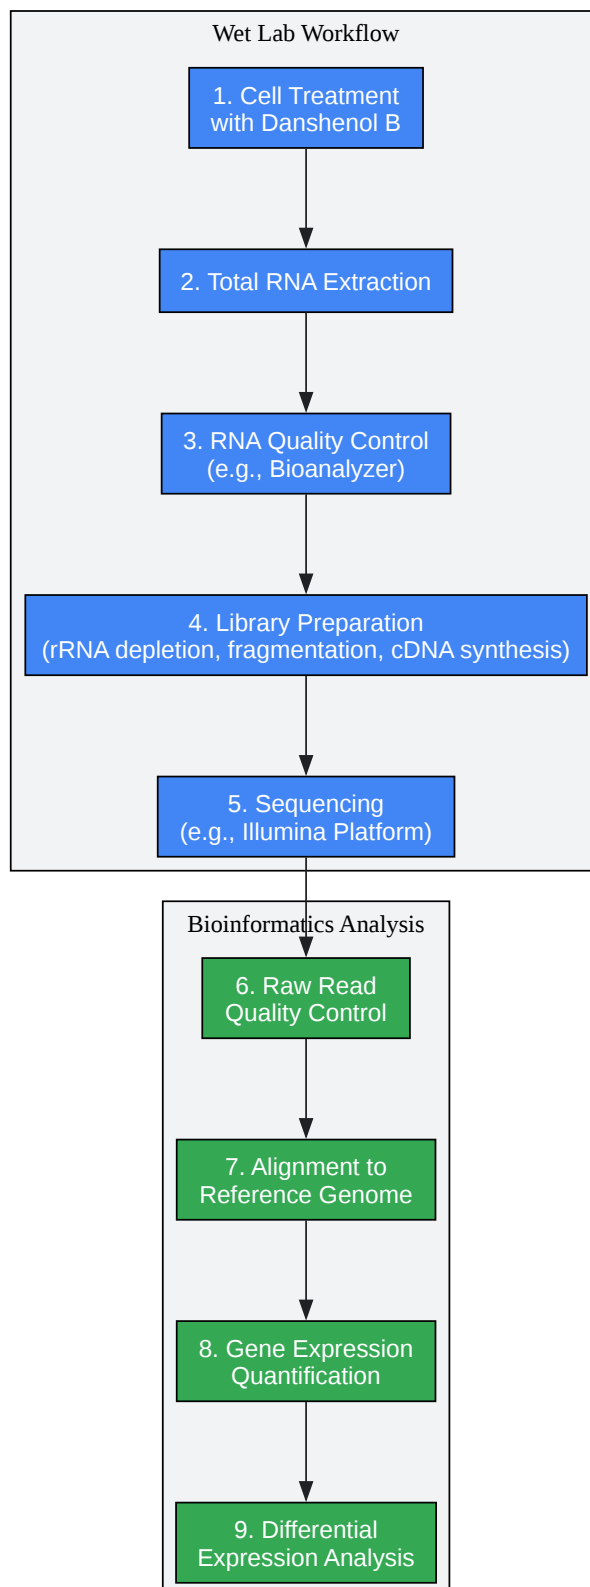 Wet Lab Workflow
1. Cell Treatment
with Danshenol B
2. Total RNA Extraction
3. RNA Quality Control
(e.g., Bioanalyzer)
4. Library Preparation
(rRNA depletion, fragmentation, cDNA synthesis)
5. Sequencing
(e.g., Illumina Platform)
Bioinformatics Analysis
6. Raw Read
Quality Control
7. Alignment to
Reference Genome
8. Gene Expression
Quantification
9. Differential
Expression Analysis